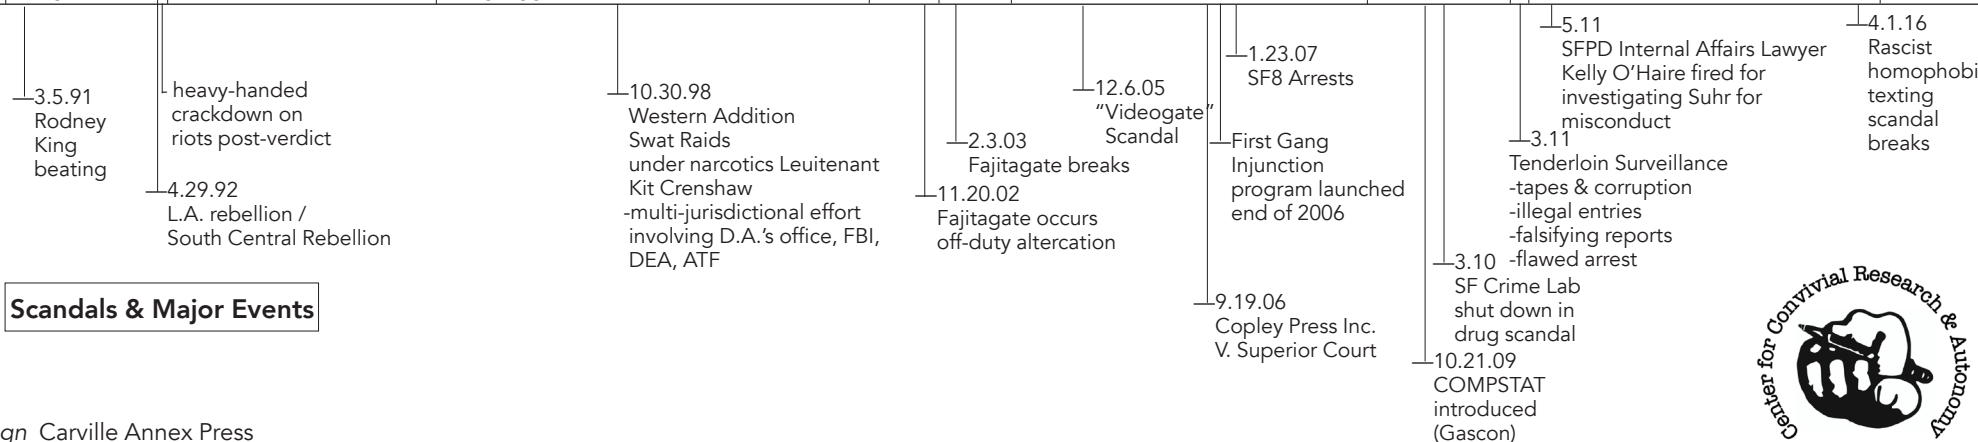 3.5.91
Rodney
King
beating
heavy-handed
crackdown on
riots post-verdict
4.29.92
L.A. rebellion /
South Central Rebellion
10.30.98
Western Addition
Swat Raids
under narcotics Leuitenant
Kit Crenshaw
-multi-jurisdictional effort
involving D.A.'s office, FBI,
DEA, ATF
2.3.03
Fajitagate breaks
11.20.02
Fajitagate occurs
off-duty altercation
12.6.05
“Videogate”
Scandal
1.23.07
SF8 Arrests
First Gang
Injunction
program launched
end of 2006
9.19.06
Copley Press Inc.
V. Superior Court
5.11
SFPD Internal Affairs Lawyer
Kelly O'Haire fired for
investigating Suhr for
misconduct
3.11
Tenderloin Surveillance
-tapes & corruption
-illegal entries
-falsifying reports
-flawed arrest
3.10
SF Crime Lab
shut down in
drug scandal
10.21.09
COMPSTAT
introduced
(Gascon)
4.1.16
Rascist
homophobi
texting
scandal
breaks
Scandals & Major Events
gn Carville Annex Press
Center for Convivial Research & Autonomy